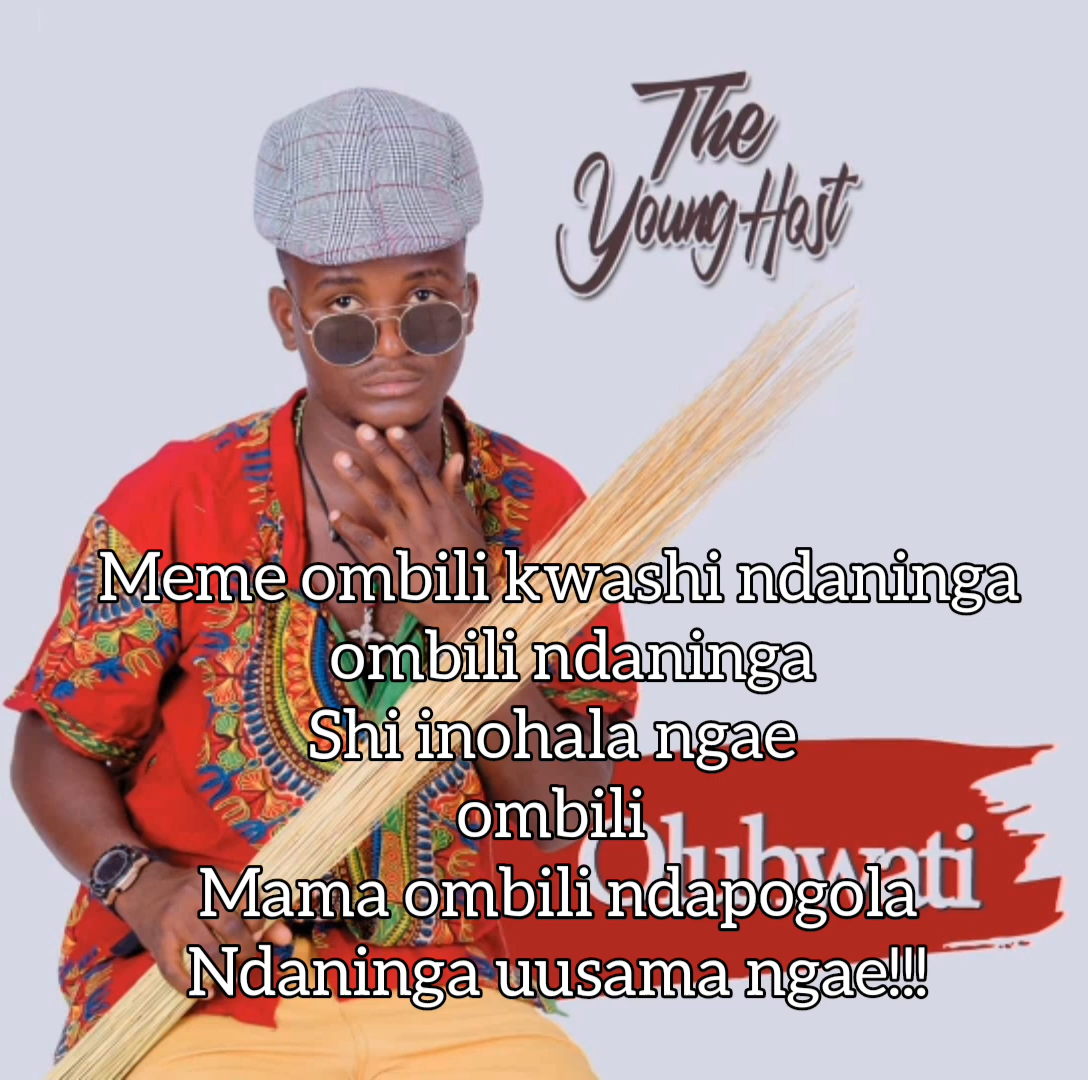 The
Young Host
Meme ombili kwashi ndaninga
ombili ndaninga
Shi inohala ngae
ombili
Olubwati
Mama ombili ndapogola
Ndaninga uusama ngae!!!